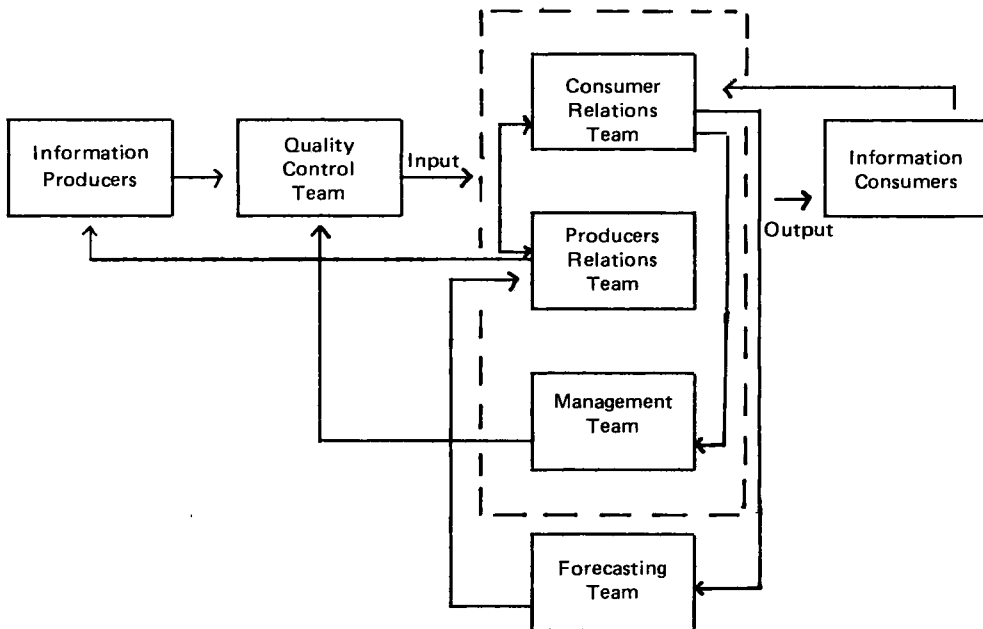 Consumer
Relations
Team
Information
Producers
Quality
Control
Team
Input
Information
Consumers
Producers
Relations
Team
Output
Management
Team
Forecasting
Team